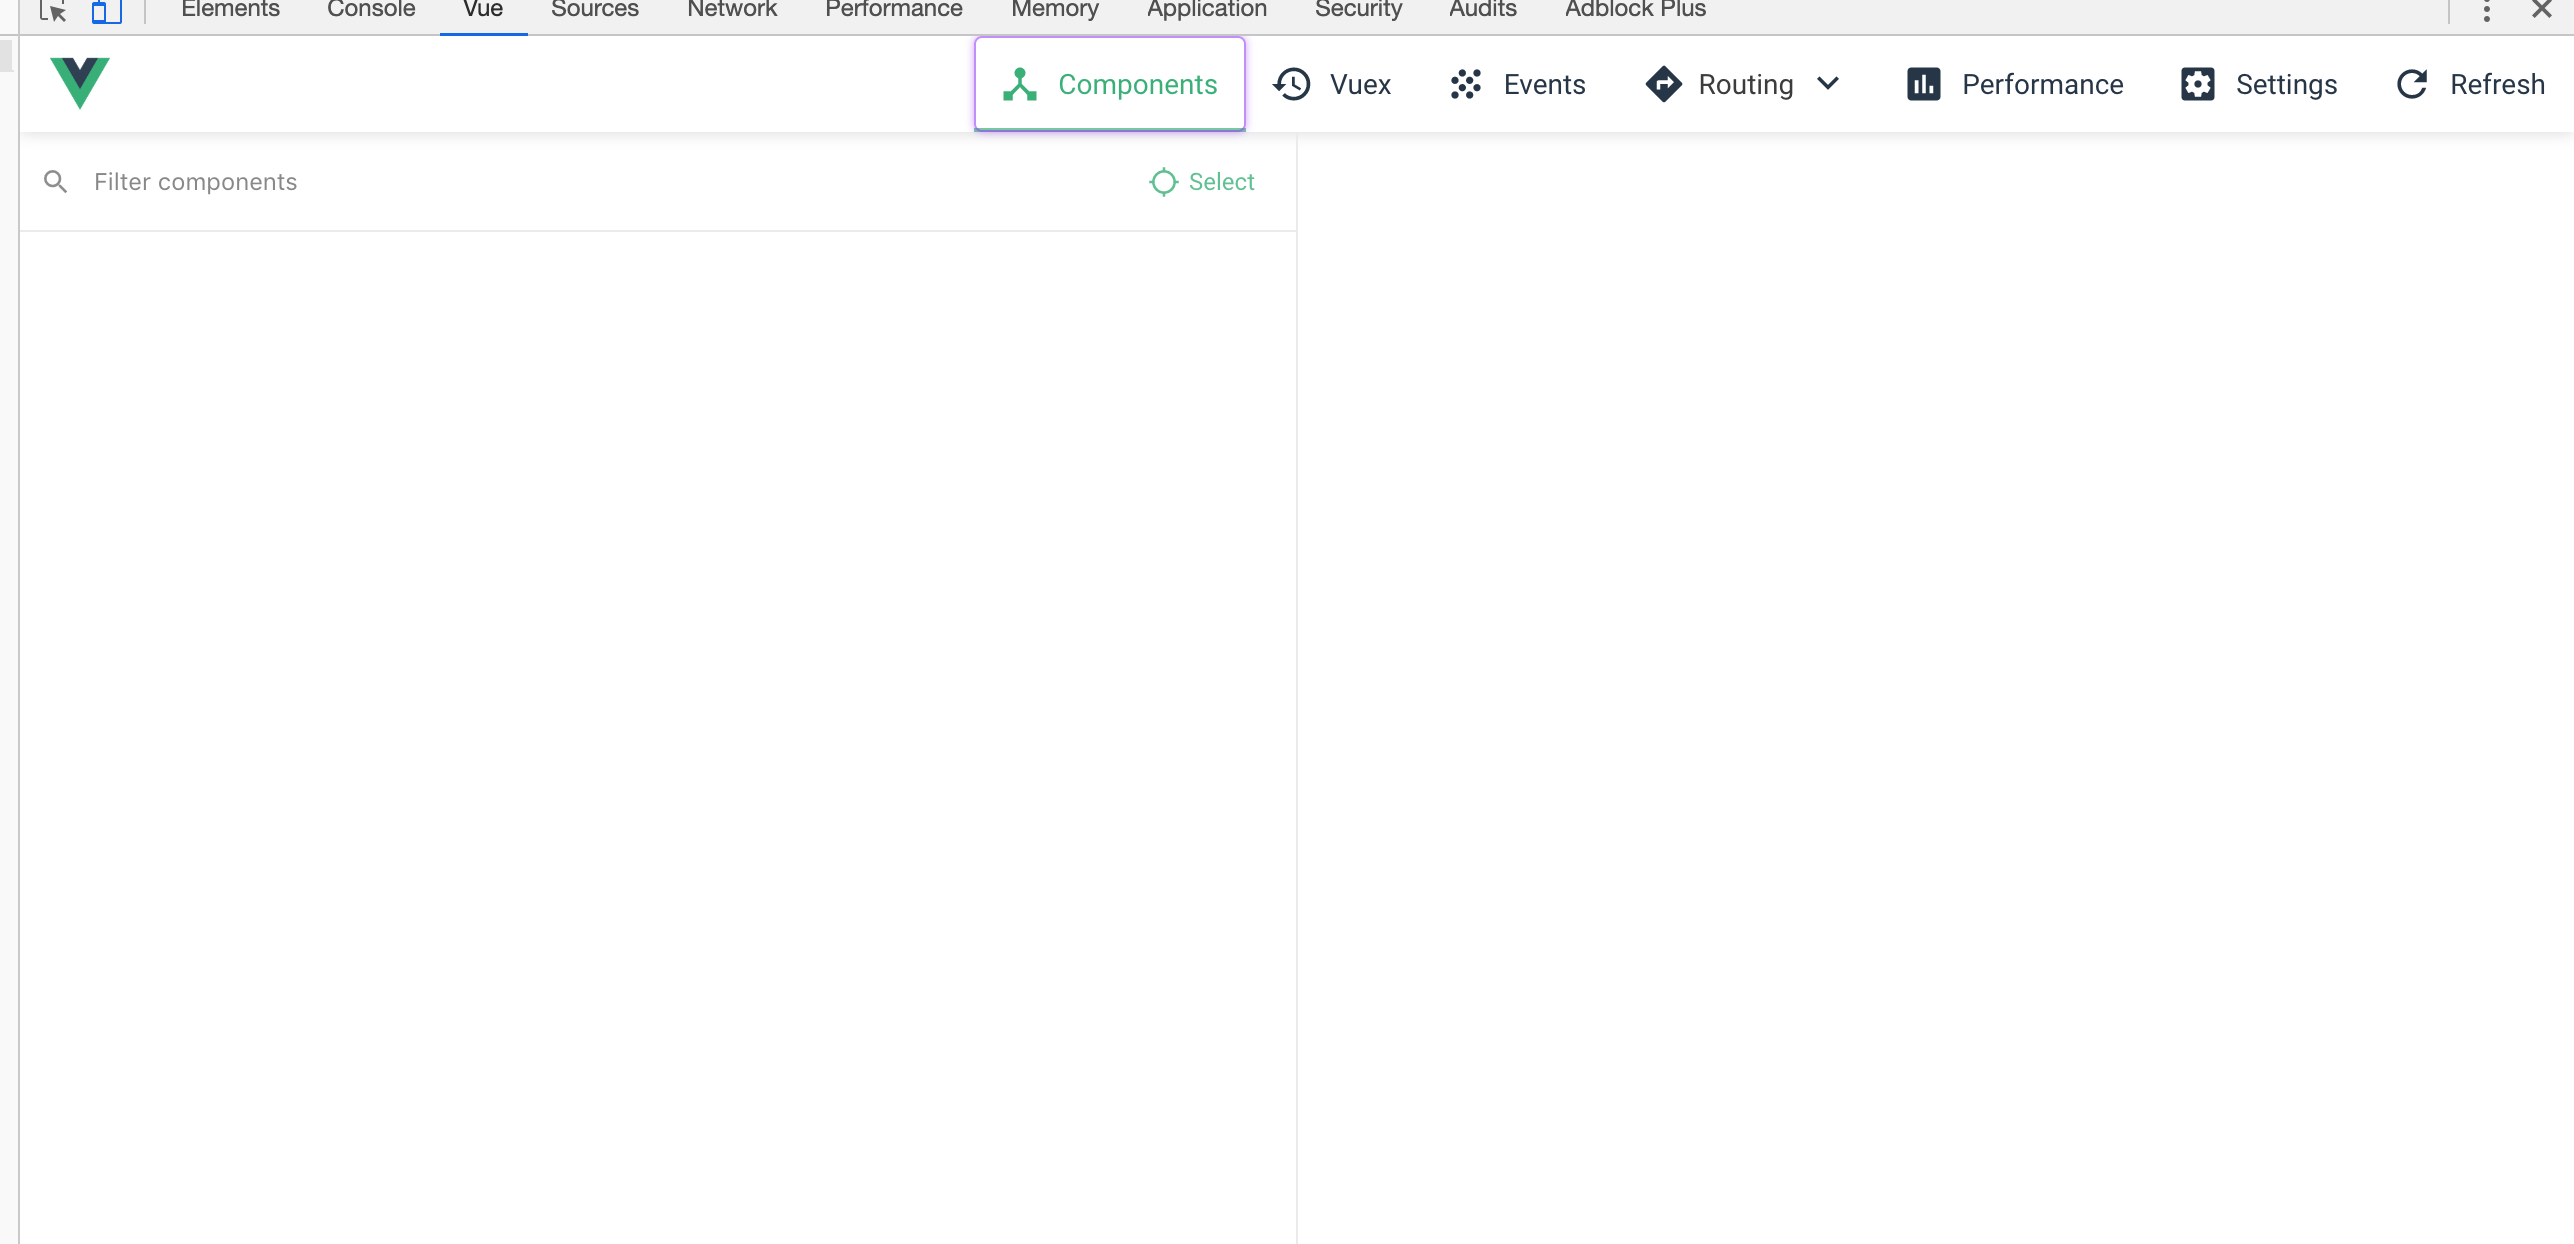 Elements Console Vue Sources Network Performance Memory Application Security Audits Adblock Plus
Components Vuex Events Routing Performance Settings Refresh
Filter components Select